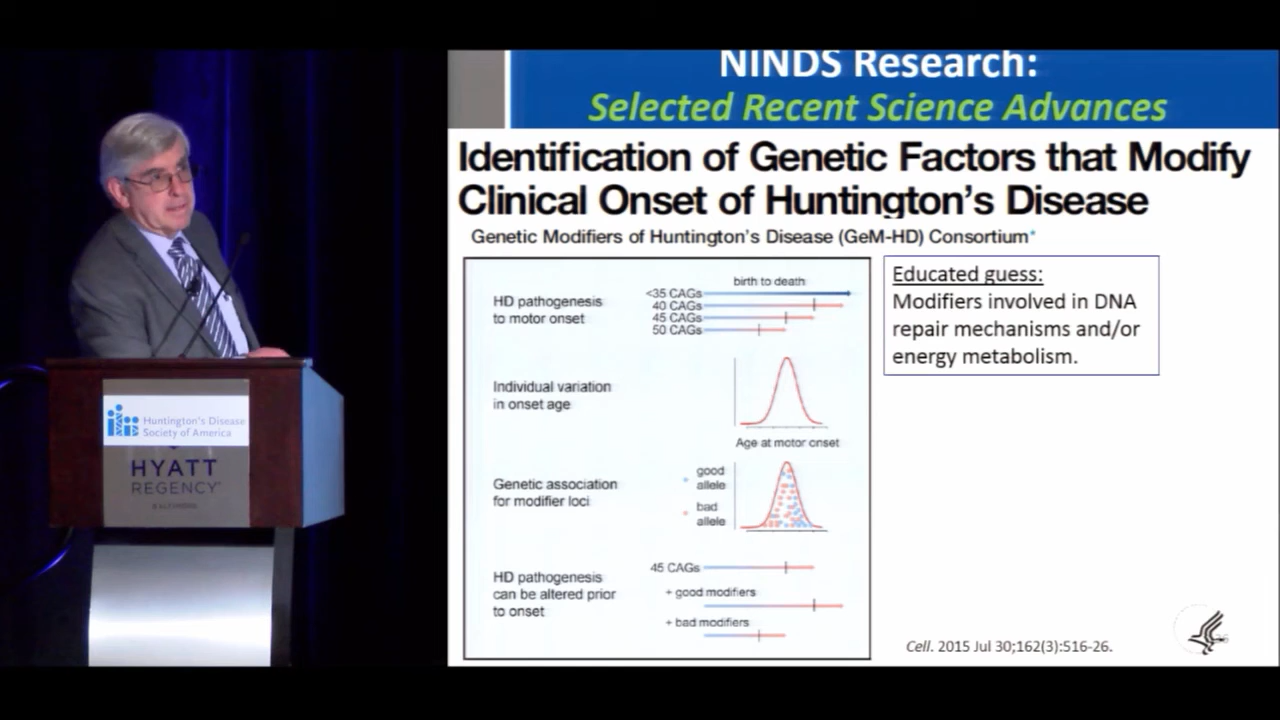 NINDS Research:
Selected Recent Science Advances
Identification of Genetic Factors that Modify
Clinical Onset of Huntington's Disease
Genetic Modifiers of Huntington's Disease (GeM-HD) Consortium*
HD pathogenesis
to motor onset
birth to death
<35 CAGs
40 CAGs
45 CAGs
50 CAGs
Individual variation
in onset age
Age at motor onset
Genetic association
for modifier loci
good
allele
bad
allele
HD pathogenesis
can be altered prior
to onset
45 CAGs
+ good modifiers
+ bad modifiers
Educated guess:
Modifiers involved in DNA
repair mechanisms and/or
energy metabolism.
Cell. 2015 Jul 30;162(3):516-26.
Huntington's Disease
Society of America
HYATT
REGENCY